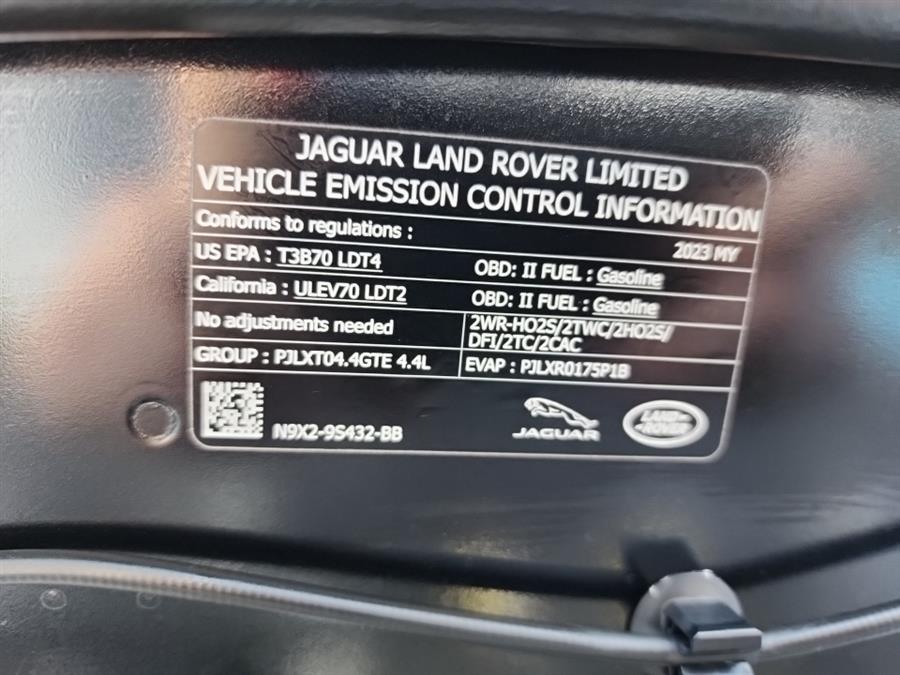 JAGUAR LAND ROVER LIMITED
VEHICLE EMISSION CONTROL INFORMATION
Conforms to regulations :
2023 MY
US EPA : T3B70 LDT4
OBD: II FUEL : Gasoline
California : ULEV70 LDT2
OBD: II FUEL : Gasoline
No adjustments needed
2WR-HO2S/2TWC/2HO2S/
DFI/2TC/2CAC
GROUP : PJLXT04.4GTE 4.4L
EVAP : PJLXR0175P1B
N9X2-9S432-BB
JAGUAR
LAND-
ROVER